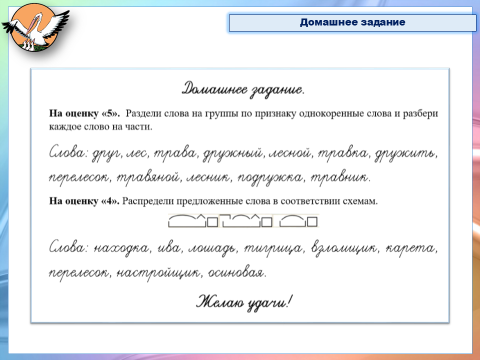 Домашнее задание
Домашнее задание.
На оценку «5». Раздели слова на группы по признаку однокоренные слова и разбери
каждое слово на части.
Слова: друг, лес, трава, дружный, лесной, травка, дружить,
перелесок, травяной, лесник, подружка, травник.
На оценку «4». Распредели предложенные слова в соответствии схемам.
Слова: находка, ива, лошадь, тигрица, взломщик, карета,
перелесок, настройщик, осиновая.
Желаю удачи!